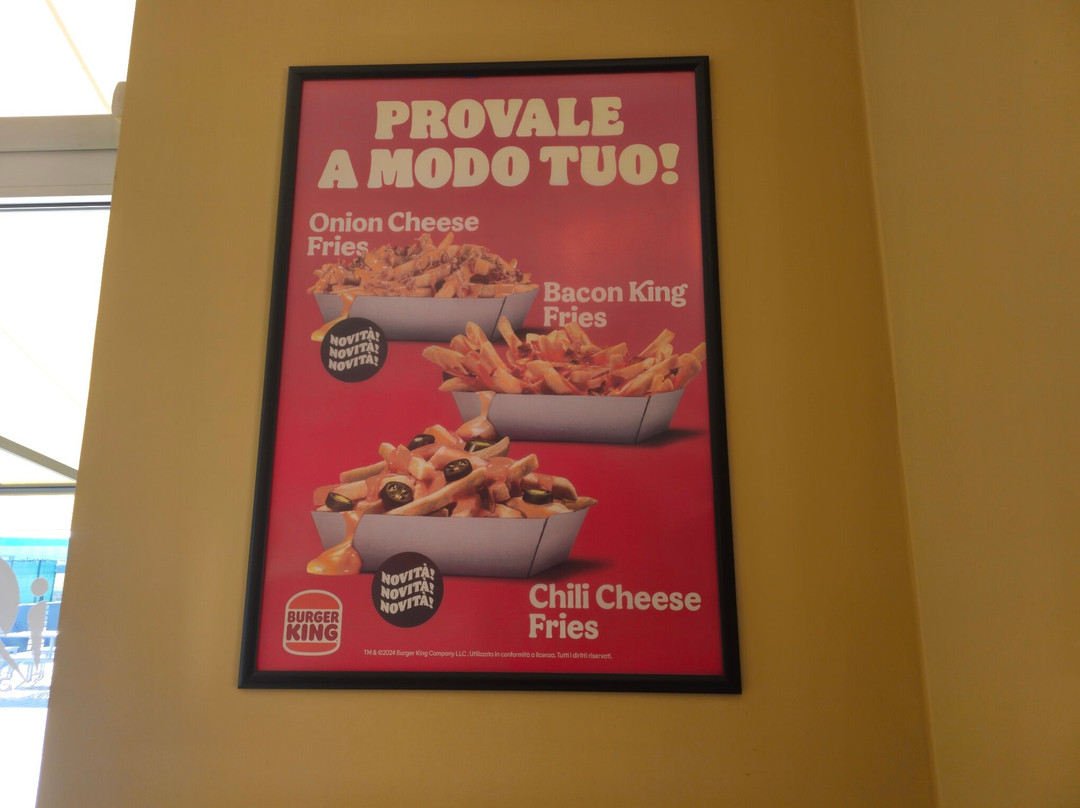 PROVALE
A MODO TUO!
Onion Cheese
Fries
Bacon King
Fries
NOVITÀ!
NOVITÀ!
NOVITÀ!
NOVITÀ!
NOVITÀ!
NOVITÀ!
Chili Cheese
Fries
BURGER
KING
TM & ©2024 Burger King Company LLC. Utilizato in conformità a licenza. Tutti i diritti riservati.